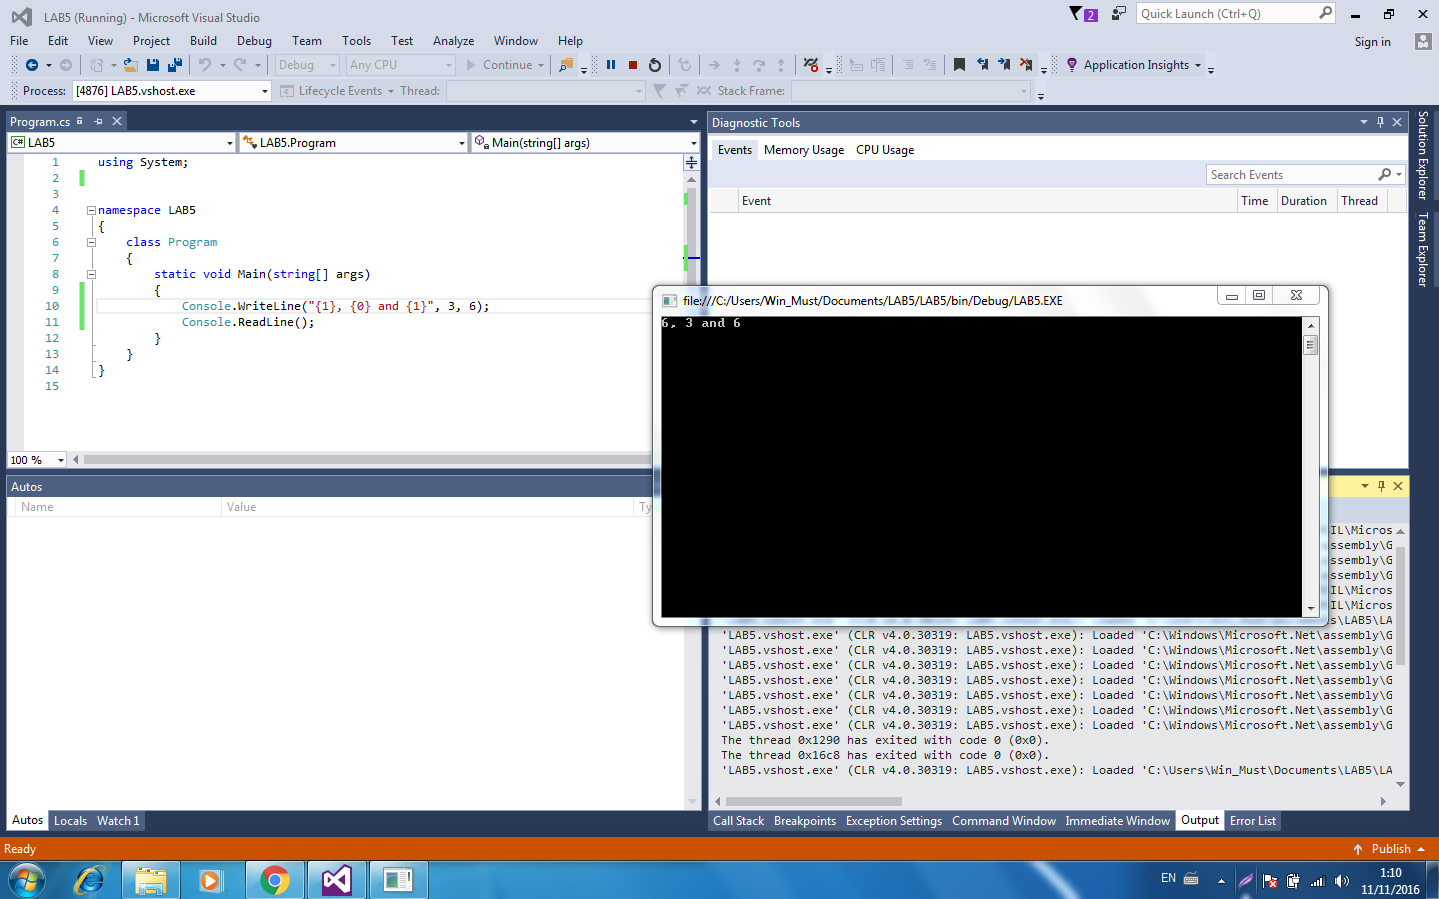 LAB5 (Running) - Microsoft Visual Studio
2
Quick Launch (Ctrl+Q)
File Edit View Project Build Debug Team Tools Test Analyze Window Help
Sign in
Debug Any CPU Continue Application Insights
Process: [4876] LAB5.vshost.exe Lifecycle Events Thread: Stack Frame:
Program.cs
C# LAB5 LAB5.Program Main(string[] args)
1 using System;
2
3
4 namespace LAB5
5 {
6 class Program
7 {
8 static void Main(string[] args)
9 {
10 Console.WriteLine("{1}, {0} and {1}", 3, 6);
11 Console.ReadLine();
12 }
13 }
14 }
15
100 %
Diagnostic Tools
Events Memory Usage CPU Usage
Search Events
Event Time Duration Thread
Solution Explorer
Team Explorer
file:///C:/Users/Win_Must/Documents/LAB5/LAB5/bin/Debug/LAB5.EXE
6, 3 and 6
Autos
Name Value Ty
IL\Micros
ssembly\G
ssembly\G
ssembly\G
IL\Micros
IL\Micros
LAB5\LA
'LAB5.vshost.exe' (CLR v4.0.30319: LAB5.vshost.exe): Loaded 'C:\Windows\Microsoft.Net\assembly\G
'LAB5.vshost.exe' (CLR v4.0.30319: LAB5.vshost.exe): Loaded 'C:\Windows\Microsoft.Net\assembly\G
'LAB5.vshost.exe' (CLR v4.0.30319: LAB5.vshost.exe): Loaded 'C:\Windows\Microsoft.Net\assembly\G
'LAB5.vshost.exe' (CLR v4.0.30319: LAB5.vshost.exe): Loaded 'C:\Windows\Microsoft.Net\assembly\G
'LAB5.vshost.exe' (CLR v4.0.30319: LAB5.vshost.exe): Loaded 'C:\Windows\Microsoft.Net\assembly\G
'LAB5.vshost.exe' (CLR v4.0.30319: LAB5.vshost.exe): Loaded 'C:\Windows\Microsoft.Net\assembly\G
'LAB5.vshost.exe' (CLR v4.0.30319: LAB5.vshost.exe): Loaded 'C:\Windows\Microsoft.Net\assembly\G
The thread 0x1290 has exited with code 0 (0x0).
The thread 0x16c8 has exited with code 0 (0x0).
'LAB5.vshost.exe' (CLR v4.0.30319: LAB5.vshost.exe): Loaded 'C:\Users\Win_Must\Documents\LAB5\LA
Autos Locals Watch 1
Call Stack Breakpoints Exception Settings Command Window Immediate Window Output Error List
Ready
Publish
EN
1:10
11/11/2016